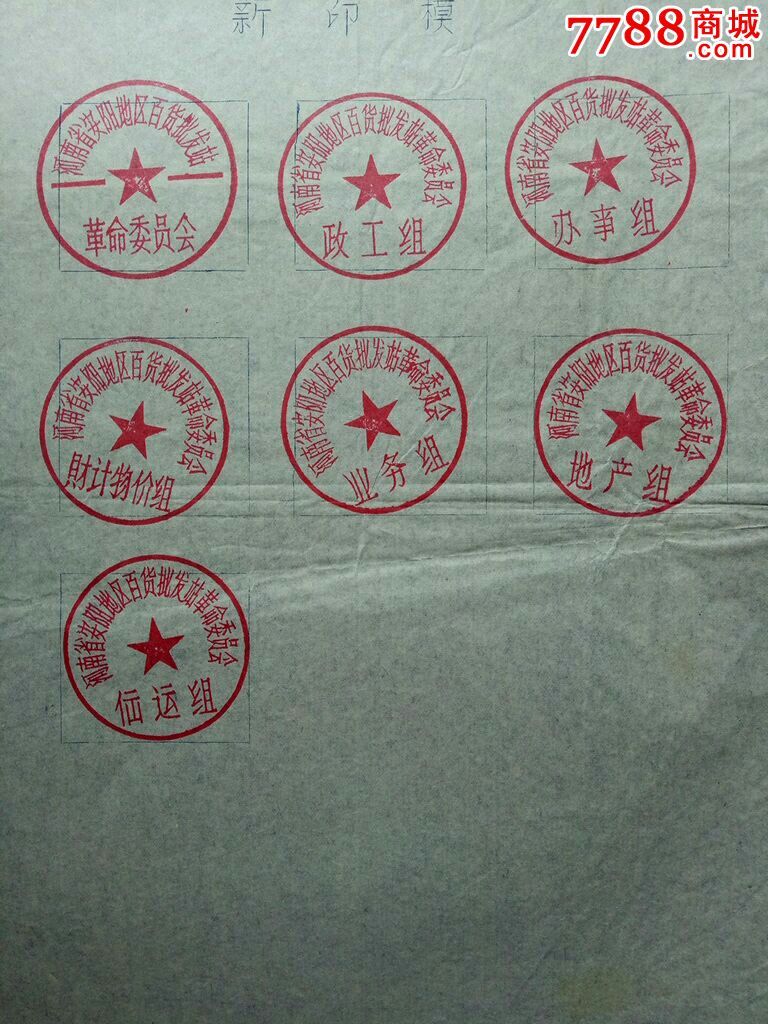 新印模
7788商城
.com
河南省安阳地区百货批发站
革命委员会
河南省安阳地区百货批发站革命委员会
政工组
河南省安阳地区百货批发站革命委员会
办事组
河南省安阳地区百货批发站革命委员会
財计物价组
河南省安阳地区百货批发站革命委员会
业务组
河南省安阳地区百货批发站革命委员会
地产组
河南省安阳地区百货批发站革命委员会
伷运组